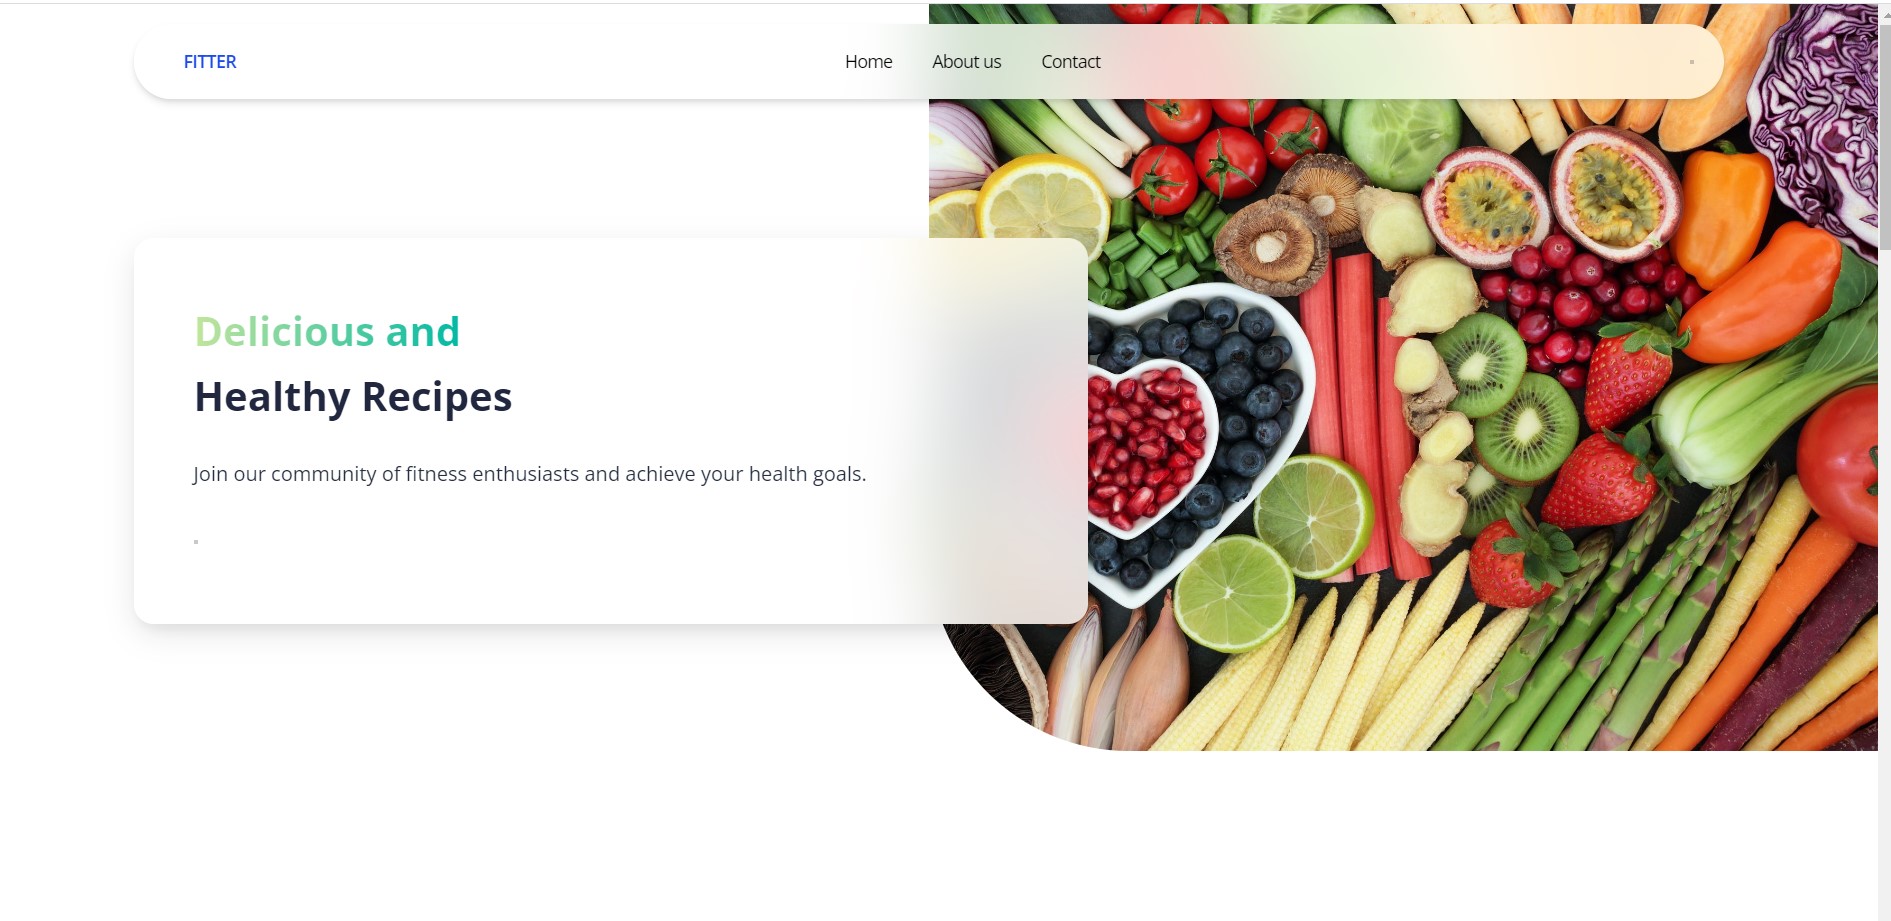 FITTER
Home About us Contact
Delicious and
Healthy Recipes
Join our community of fitness enthusiasts and achieve your health goals.